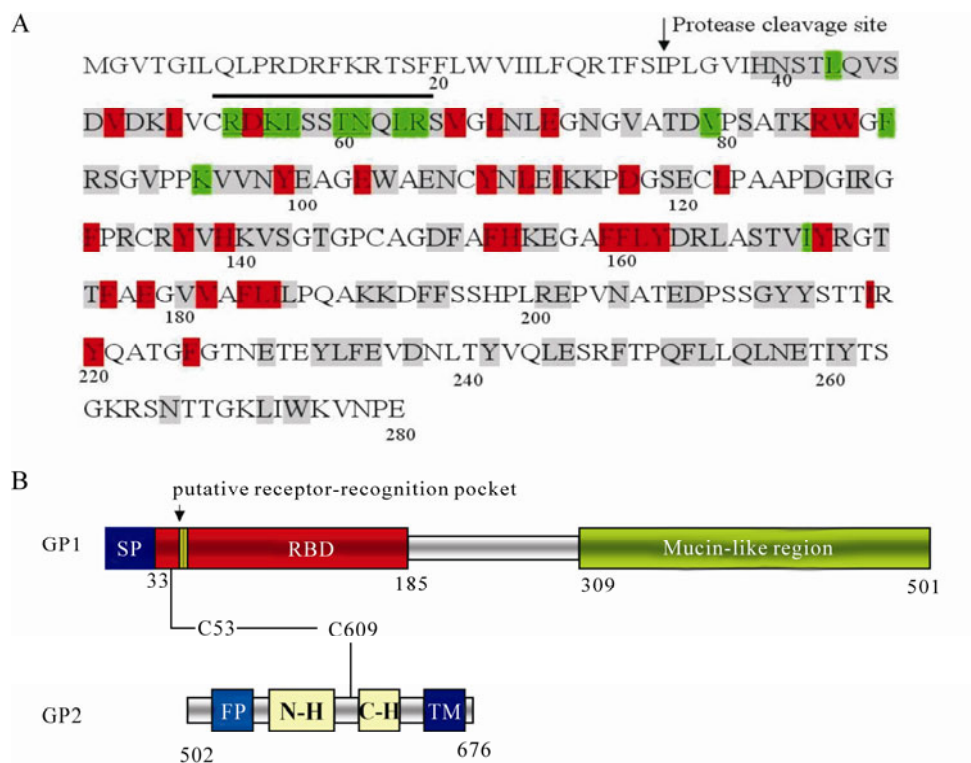 A
Protease cleavage site
MGVTGILQLPRDRFKRTSFFLWVIILFQRTFSIPLGVIHNSTLQVS
20 40
DVDKLVCRDKLSSTNQLRSVGLNLEGNGVATDVPSATKRWGF
60 80
RSGVPPKVVNYEAGEWAENCYNLEIKKPDGSECLPAAPDGIRG
100 120
FPRCRYVHKVSGTGPCAGDFAFHKEGAFFLYDRLASTVIYRGT
140 160
TFAEGVVAFLILPQAKKDFFSSHPLREPVNATEDPSSGYYSTTIR
180 200
YQATGFGTNETEYLFEVDNLTYVQLESRFTPQFLLQLNETIYTS
220 240 260
GKRSNTTGKLIWKVNPE
280
B
putative receptor-recognition pocket
GP1 SP RBD Mucin-like region
33 185 309 501
C53 C609
GP2 FP N-H C-H TM
502 676